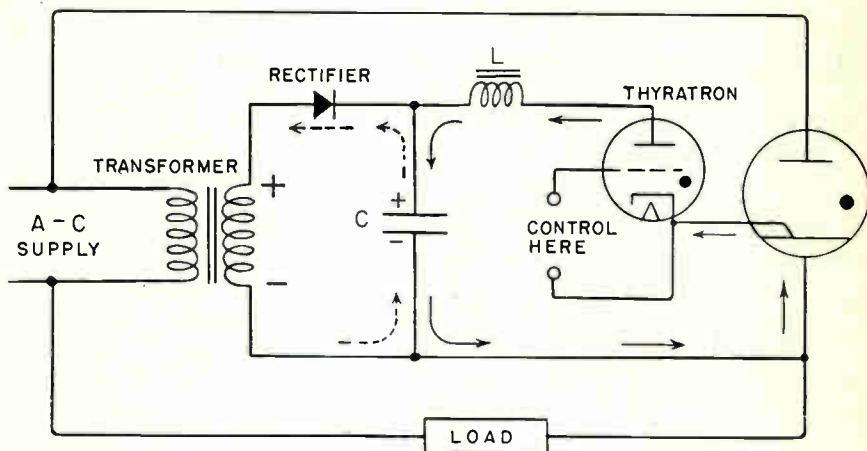 L
RECTIFIER
THYRATRON
TRANSFORMER
+
+
A-C
SUPPLY
C
CONTROL
HERE
-
-
LOAD